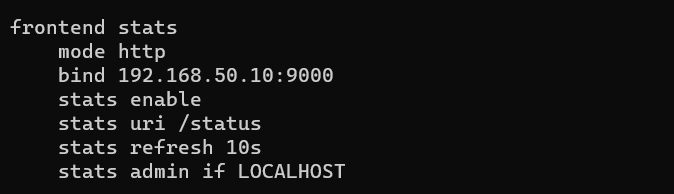 frontend stats
    mode http
    bind 192.168.50.10:9000
    stats enable
    stats uri /status
    stats refresh 10s
    stats admin if LOCALHOST